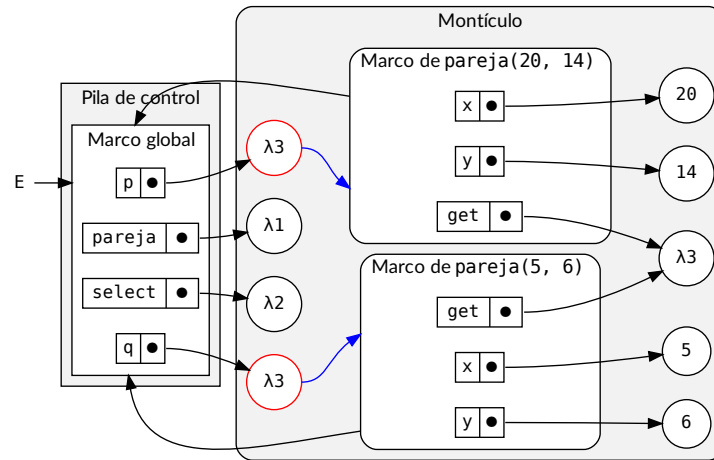 Montículo
Marco de pareja(20, 14)
x
20
y
14
get
Pila de control
Marco global
E
p
λ3
pareja
λ1
select
λ2
q
λ3
λ3
Marco de pareja(5, 6)
get
x
5
y
6